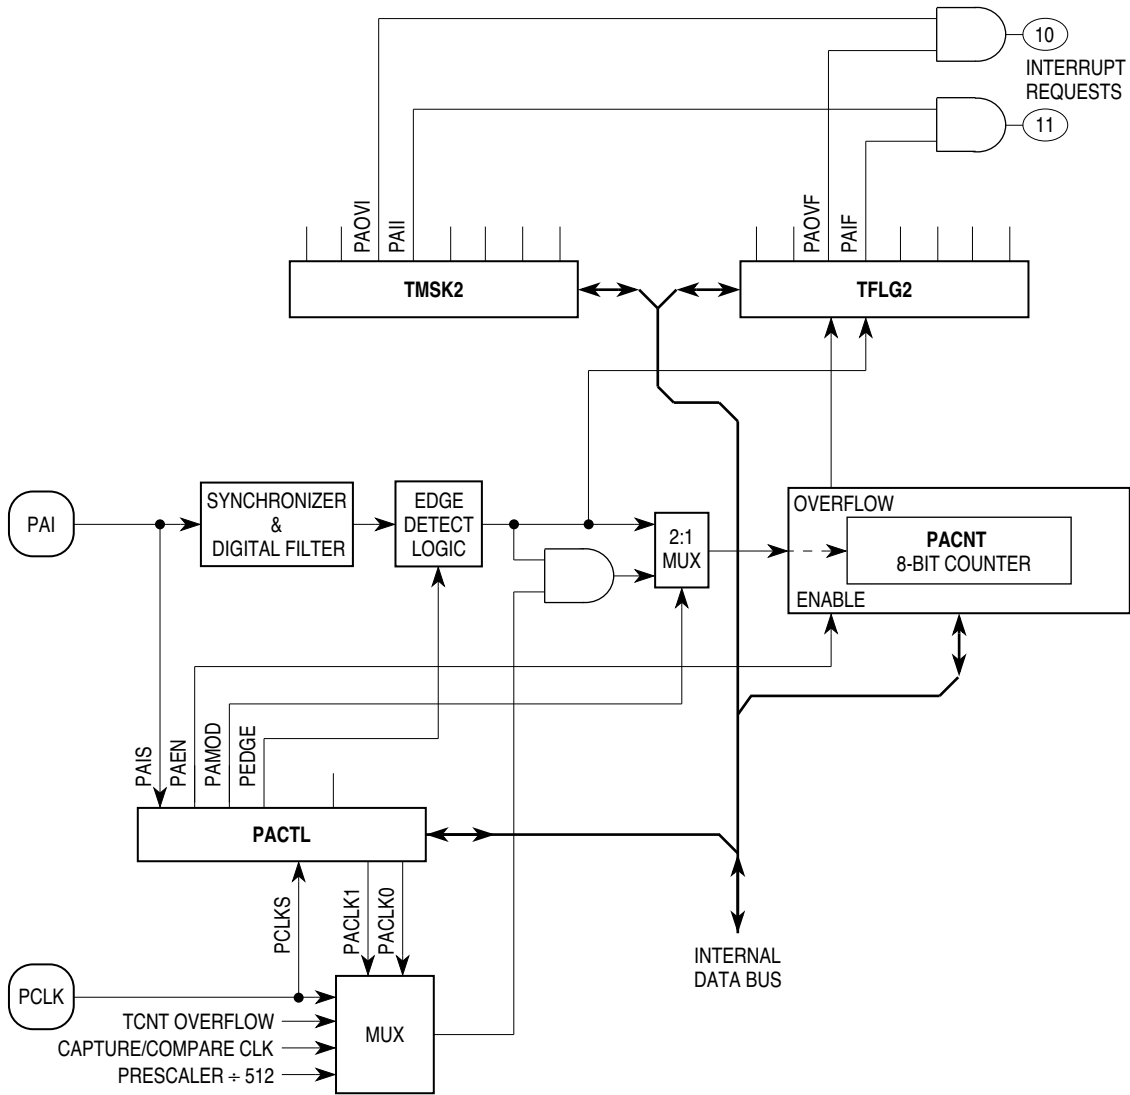 10
INTERRUPT
REQUESTS
11
PAOVI
PAII
PAOVF
PAIF
TMSK2
TFLG2
PAI
SYNCHRONIZER
&
DIGITAL FILTER
EDGE
DETECT
LOGIC
2:1
MUX
OVERFLOW
PACNT
8-BIT COUNTER
ENABLE
PAIS
PAEN
PAMOD
PEDGE
PACTL
PCLKS
PACLK1
PACLK0
INTERNAL
DATA BUS
PCLK
TCNT OVERFLOW
CAPTURE/COMPARE CLK
PRESCALER ÷ 512
MUX